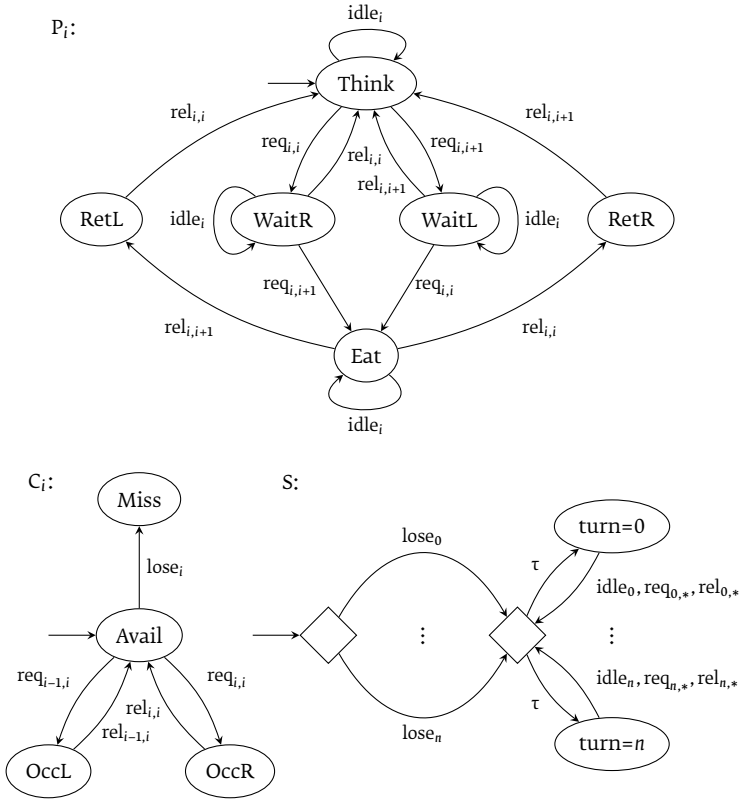 P_i:
idle_i
Think
rel_{i,i}
req_{i,i}
rel_{i,i}
rel_{i,i+1}
req_{i,i+1}
rel_{i,i+1}
RetL
idle_i
WaitR
WaitL
idle_i
RetR
req_{i,i+1}
req_{i,i}
rel_{i,i+1}
Eat
rel_{i,i}
idle_i
C_i:
Miss
lose_i
Avail
req_{i−1,i}
rel_{i,i}
rel_{i−1,i}
req_{i,i}
OccL
OccR
S:
lose_0
⋮
lose_n
turn=0
τ
idle_0, req_{0,*}, rel_{0,*}
⋮
idle_n, req_{n,*}, rel_{n,*}
τ
turn=n